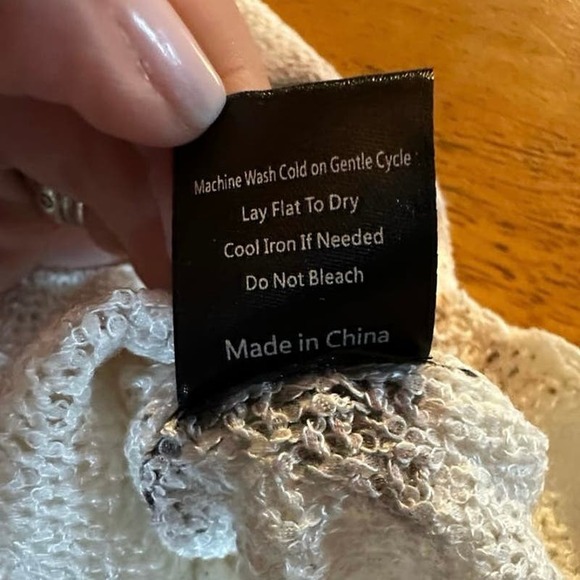 Machine Wash Cold on Gentle Cycle
Lay Flat To Dry
Cool Iron If Needed
Do Not Bleach
Made in China